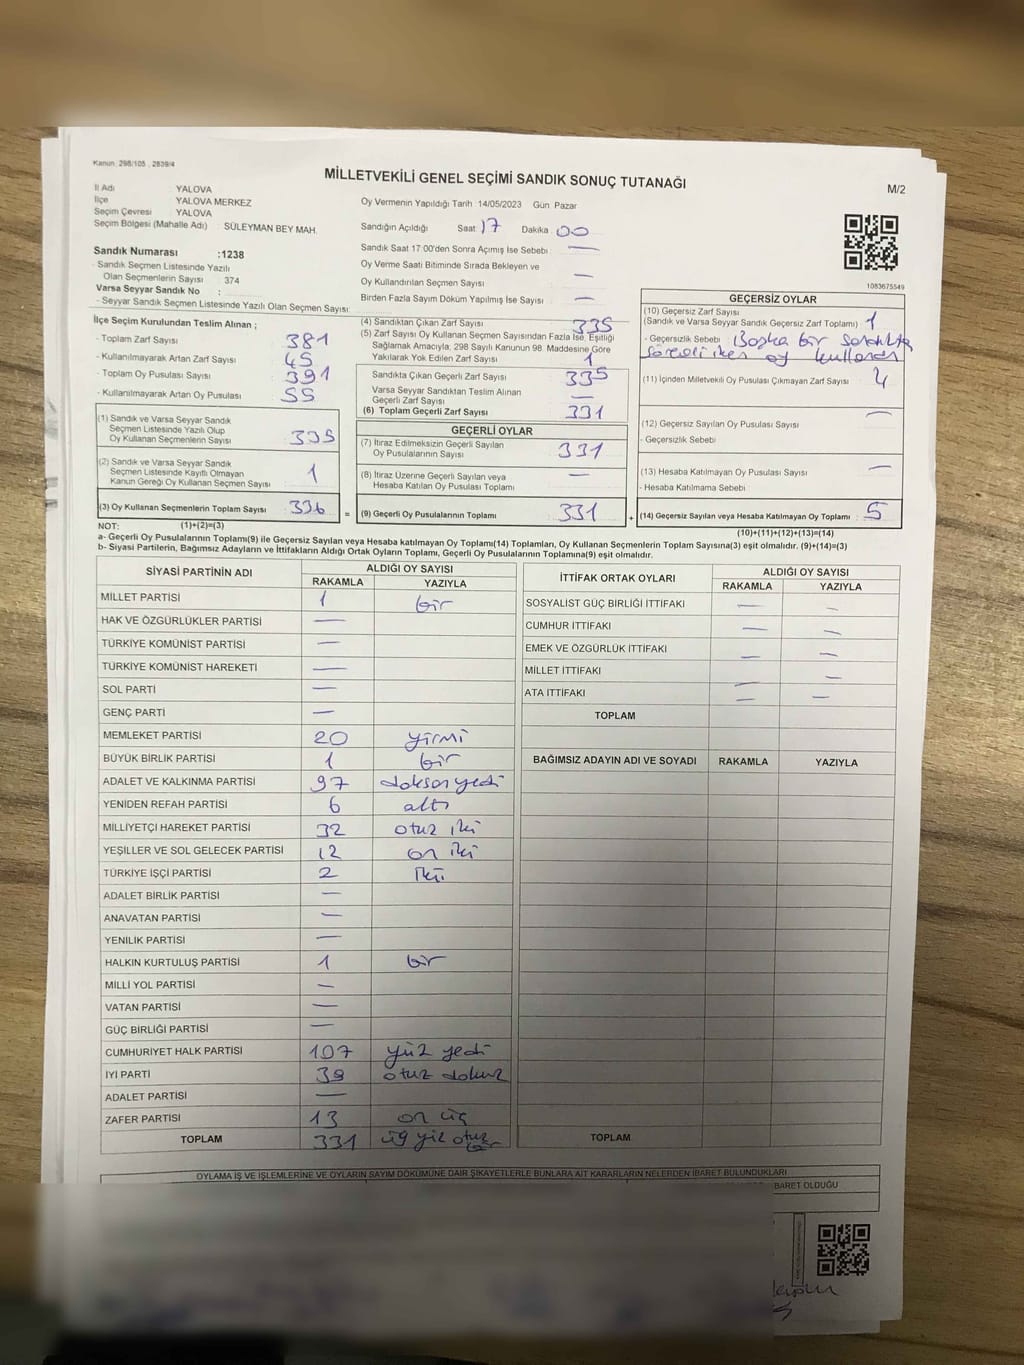 Kanun: 298/105 , 2839/4
MİLLETVEKİLİ GENEL SEÇİMİ SANDIK SONUÇ TUTANAĞI
M/2
İl Adı : YALOVA
İlçe : YALOVA MERKEZ
Seçim Çevresi : YALOVA
Seçim Bölgesi (Mahalle Adı) : SÜLEYMAN BEY MAH.
Sandık Numarası :1238
- Sandık Seçmen Listesinde Yazılı
Olan Seçmenlerin Sayısı : 374
Varsa Seyyar Sandık No :
- Seyyar Sandık Seçmen Listesinde Yazılı Olan Seçmen Sayısı:
Oy Vermenin Yapıldığı Tarih :14/05/2023 Gün :Pazar
Sandığın Açıldığı Saat 17 Dakika 00
Sandık Saat 17:00'den Sonra Açımış İse Sebebi : —
Oy Verme Saati Bitiminde Sırada Bekleyen ve
Oy Kullandırılan Seçmen Sayısı : —
Birden Fazla Sayım Döküm Yapılmış İse Sayısı : —
1083675549
İlçe Seçim Kurulundan Teslim Alınan ;
- Toplam Zarf Sayısı : 381
- Kullanılmayarak Artan Zarf Sayısı : 45
- Toplam Oy Pusulası Sayısı : 391
- Kullanılmayarak Artan Oy Pusulası : 55
(1) Sandık ve Varsa Seyyar Sandık
Seçmen Listesinde Yazılı Olup
Oy Kullanan Seçmenlerin Sayısı : 335
(2) Sandık ve Varsa Seyyar Sandık
Seçmen Listesinde Kayıtlı Olmayan
Kanun Gereği Oy Kullanan Seçmen Sayısı : 1
(3) Oy Kullanan Seçmenlerin Toplam Sayısı : 336
(4) Sandıktan Çıkan Zarf Sayısı : 335
(5) Zarf Sayısı Oy Kullanan Seçmen Sayısından Fazla İse, Eşitliği
Sağlamak Amacıyla, 298 Sayılı Kanunun 98. Maddesine Göre
Yakılarak Yok Edilen Zarf Sayısı : 1
Sandıkta Çıkan Geçerli Zarf Sayısı : 335
Varsa Seyyar Sandıktan Teslim Alınan
Geçerli Zarf Sayısı : —
(6) Toplam Geçerli Zarf Sayısı : 331
GEÇERLİ OYLAR
(7) İtiraz Edilmeksizin Geçerli Sayılan
Oy Pusulalarının Sayısı : 331
(8) İtiraz Üzerine Geçerli Sayılan veya
Hesaba Katılan Oy Pusulası Toplamı : —
= (9) Geçerli Oy Pusulalarının Toplamı : 331
GEÇERSİZ OYLAR
(10) Geçersiz Zarf Sayısı
(Sandık ve Varsa Seyyar Sandık Geçersiz Zarf Toplamı) : 1
- Geçersizlik Sebebi : Başka bir sandıkta
görevli iken oy kullandı
(11) İçinden Milletvekili Oy Pusulası Çıkmayan Zarf Sayısı : 4
(12) Geçersiz Sayılan Oy Pusulası Sayısı : —
- Geçersizlik Sebebi :
(13) Hesaba Katılmayan Oy Pusulası Sayısı : —
- Hesaba Katılmama Sebebi :
+ (14) Geçersiz Sayılan veya Hesaba Katılmayan Oy Toplamı : 5
NOT: (1)+(2)=(3)
(10)+(11)+(12)+(13)=(14)
a- Geçerli Oy Pusulalarının Toplamı(9) ile Geçersiz Sayılan veya Hesaba katılmayan Oy Toplamı(14) Toplamları, Oy Kullanan Seçmenlerin Toplam Sayısına(3) eşit olmalıdır. (9)+(14)=(3)
b- Siyasi Partilerin, Bağımsız Adayların ve İttifakların Aldığı Ortak Oyların Toplamı, Geçerli Oy Pusulalarının Toplamına(9) eşit olmalıdır.
SİYASİ PARTİNİN ADI ALDIĞI OY SAYISI
RAKAMLA YAZIYLA
MİLLET PARTİSİ 1 bir
HAK VE ÖZGÜRLÜKLER PARTİSİ —
TÜRKİYE KOMÜNİST PARTİSİ —
TÜRKİYE KOMÜNİST HAREKETİ —
SOL PARTİ —
GENÇ PARTİ —
MEMLEKET PARTİSİ 20 yirmi
BÜYÜK BİRLİK PARTİSİ 1 bir
ADALET VE KALKINMA PARTİSİ 97 doksan yedi
YENİDEN REFAH PARTİSİ 6 altı
MİLLİYETÇİ HAREKET PARTİSİ 32 otuz iki
YEŞİLLER VE SOL GELECEK PARTİSİ 12 on iki
TÜRKİYE İŞÇİ PARTİSİ 2 iki
ADALET BİRLİK PARTİSİ —
ANAVATAN PARTİSİ —
YENİLİK PARTİSİ —
HALKIN KURTULUŞ PARTİSİ 1 bir
MİLLİ YOL PARTİSİ —
VATAN PARTİSİ —
GÜÇ BİRLİĞİ PARTİSİ —
CUMHURİYET HALK PARTİSİ 107 yüz yedi
İYİ PARTİ 39 otuz dokuz
ADALET PARTİSİ —
ZAFER PARTİSİ 13 on üç
TOPLAM 331 üç yüz otuz bir
İTTİFAK ORTAK OYLARI ALDIĞI OY SAYISI
RAKAMLA YAZIYLA
SOSYALİST GÜÇ BİRLİĞİ İTTİFAKI — —
CUMHUR İTTİFAKI — —
EMEK VE ÖZGÜRLÜK İTTİFAKI — —
MİLLET İTTİFAKI — —
ATA İTTİFAKI — —
TOPLAM
BAĞIMSIZ ADAYIN ADI VE SOYADI RAKAMLA YAZIYLA
TOPLAM
OYLAMA İŞ VE İŞLEMLERİNE VE OYLARIN SAYIM DÖKÜMÜNE DAİR ŞİKAYETLERLE BUNLARA AİT KARARLARIN NELERDEN İBARET BULUNDUKLARI
BARET OLDUĞU